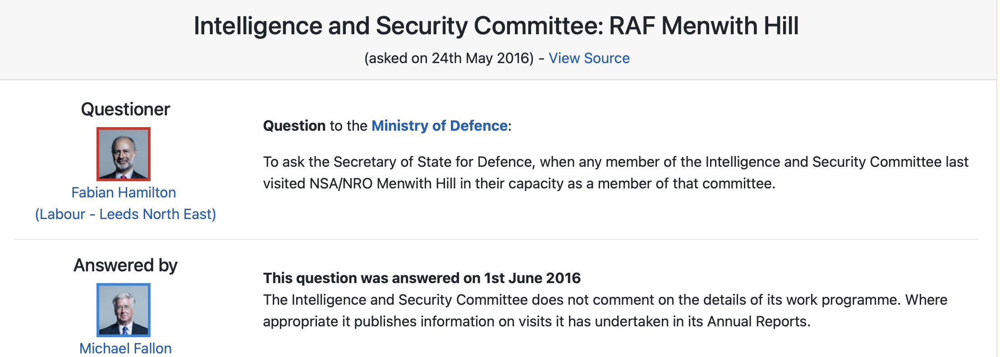 Intelligence and Security Committee: RAF Menwith Hill
(asked on 24th May 2016) - View Source
Questioner
Fabian Hamilton
(Labour - Leeds North East)
Question to the Ministry of Defence:
To ask the Secretary of State for Defence, when any member of the Intelligence and Security Committee last
visited NSA/NRO Menwith Hill in their capacity as a member of that committee.
Answered by
Michael Fallon
This question was answered on 1st June 2016
The Intelligence and Security Committee does not comment on the details of its work programme. Where
appropriate it publishes information on visits it has undertaken in its Annual Reports.